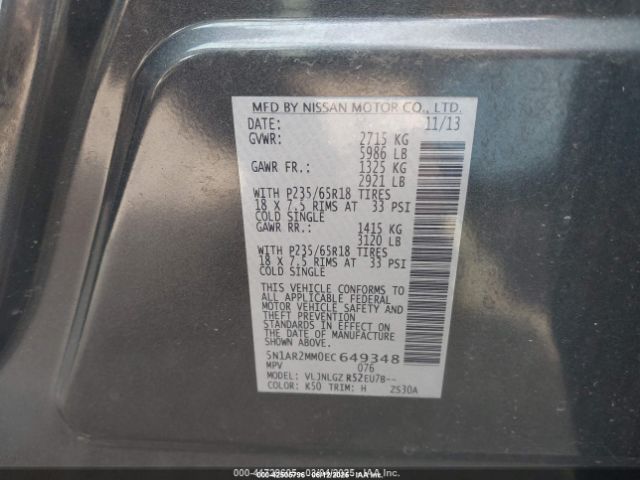 MFD BY NISSAN MOTOR CO., LTD.
DATE: 11/13
GVWR: 2715 KG
5986 LB
GAWR FR.: 1325 KG
2921 LB
WITH P235/65R18 TIRES
18 X 7.5 RIMS AT 33 PSI
COLD SINGLE
GAWR RR.: 1415 KG
3120 LB
WITH P235/65R18 TIRES
18 X 7.5 RIMS AT 33 PSI
COLD SINGLE
THIS VEHICLE CONFORMS TO
ALL APPLICABLE FEDERAL
MOTOR VEHICLE SAFETY AND
THEFT PREVENTION
STANDARDS IN EFFECT ON
THE DATE OF MANUFACTURE
SHOWN ABOVE.
5N1AR2MM0EC649348
MPV 076
MODEL: VLJNLGZ R52EU7B--
COLOR: K50 TRIM: H 2S30A